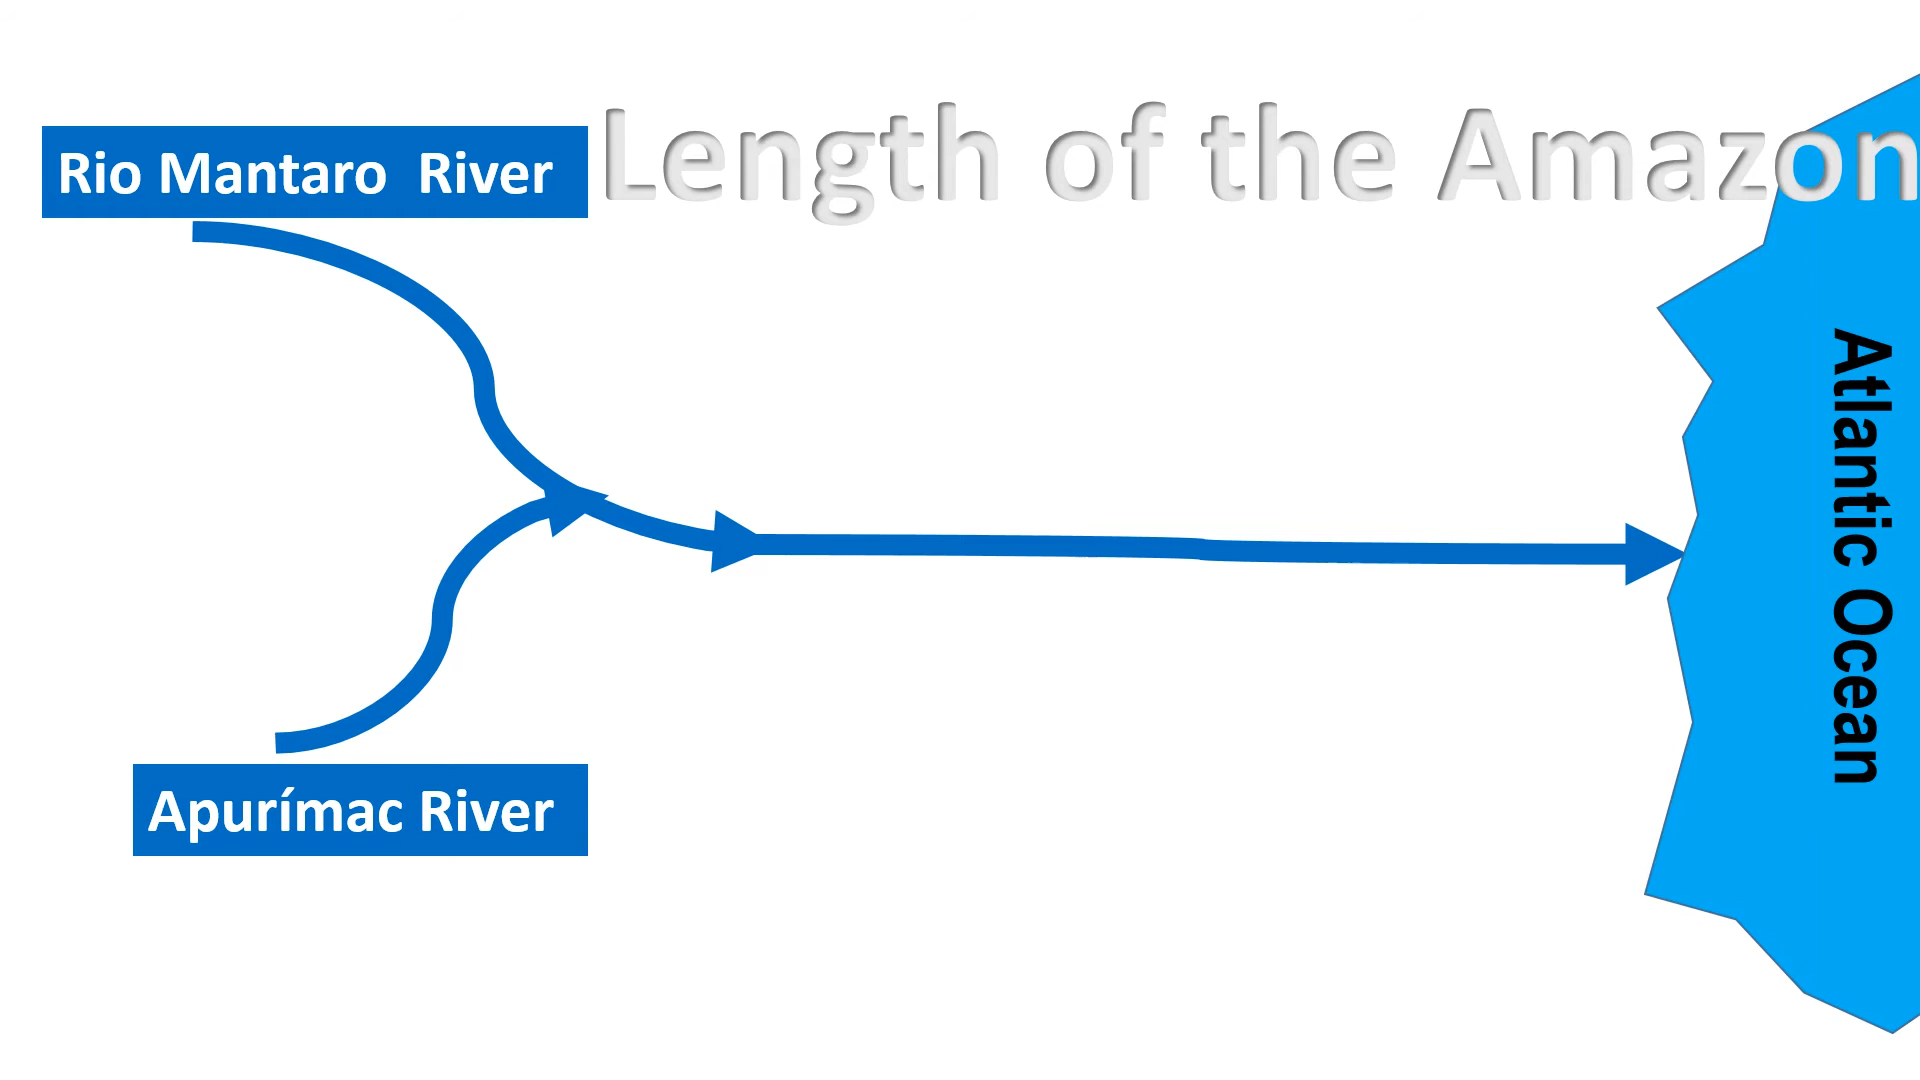 Length of the Amazon
Rio Mantaro  River
Atlantic Ocean
Apurímac River